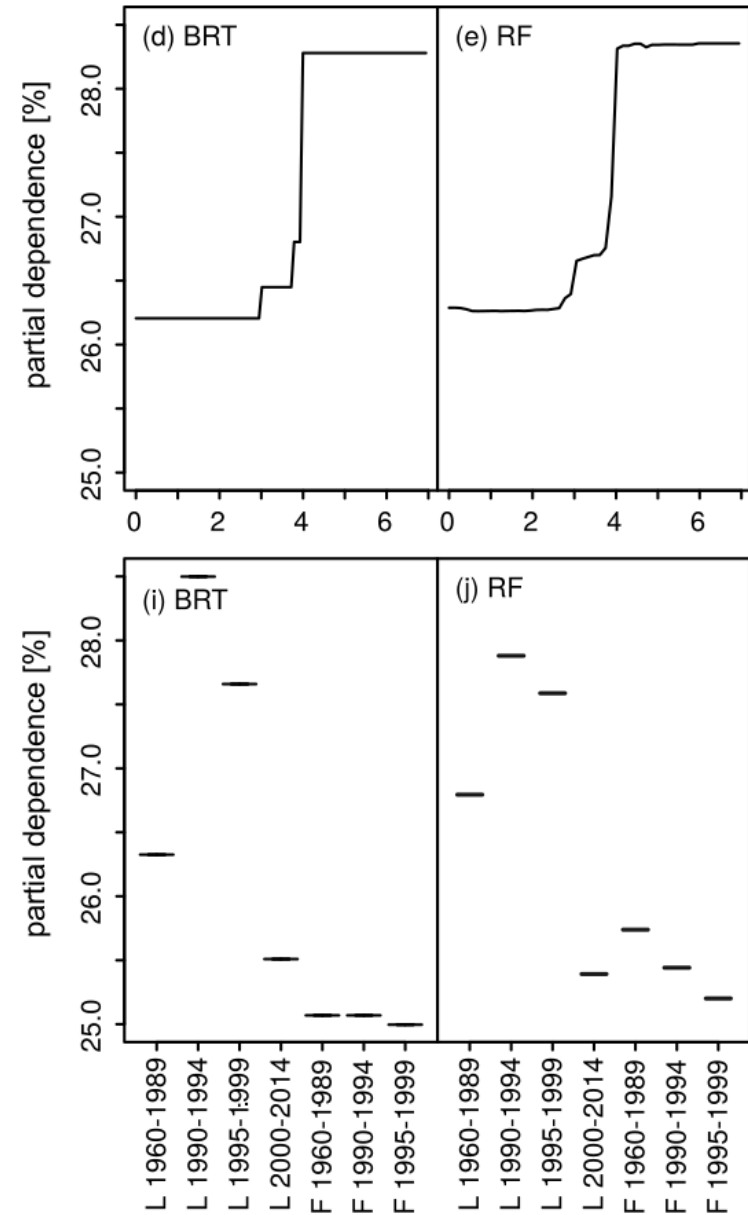 (d) BRT
(e) RF
partial dependence [%]
28.0
27.0
26.0
25.0
0 2 4 6
0 2 4 6
(i) BRT
(j) RF
partial dependence [%]
28.0
27.0
26.0
25.0
L 1960-1989
L 1990-1994
L 1995-1999
L 2000-2014
F 1960-1989
F 1990-1994
F 1995-1999
L 1960-1989
L 1990-1994
L 1995-1999
L 2000-2014
F 1960-1989
F 1990-1994
F 1995-1999